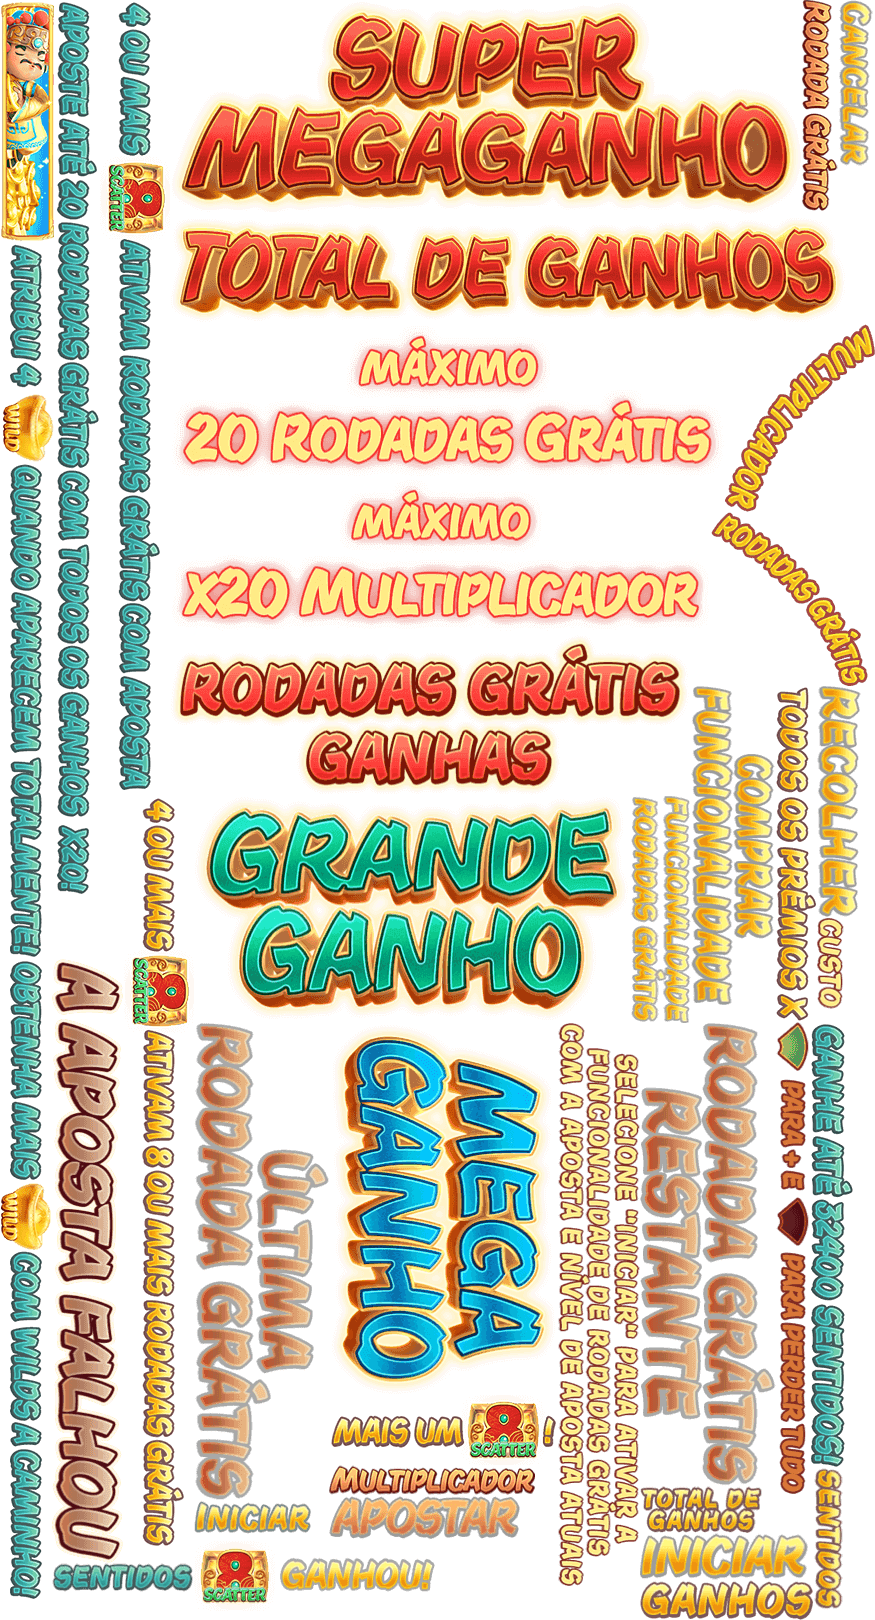 SUPER
MEGAGANHO
TOTAL DE GANHOS
MÁXIMO
20 RODADAS GRÁTIS
MÁXIMO
X20 MULTIPLICADOR
RODADAS GRÁTIS
GANHAS
GRANDE
GANHO
MEGA
GANHO
CANCELAR
RODADA GRÁTIS
4 OU MAIS SCATTER ATIVAM RODADAS GRÁTIS COM APOSTA
APOSTE ATÉ 20 RODADAS GRÁTIS COM TODOS OS GANHOS X20!
ATRIBUI 4 WILD QUANDO APARECEM TOTALMENTE! OBTENHA MAIS WILD COM WILDS A CAMINHO!
MULTIPLICADOR
RODADAS GRÁTIS
RECOLHER
CUSTO
TODOS OS PRÉMIOS X PARA + E PARA PERDER TUDO
COMPRAR
FUNCIONALIDADE
FUNCIONALIDADE
RODADAS GRÁTIS
4 OU MAIS SCATTER ATIVAM 8 OU MAIS RODADAS GRÁTIS
A APOSTA FALHOU
ÚLTIMA
RODADA GRÁTIS
GANHE ATÉ 32400 SENTIDOS!
SENTIDOS
RODADA GRÁTIS
RESTANTE
SELECIONE "INICIAR" PARA ATIVAR A
FUNCIONALIDADE DE RODADAS GRÁTIS
COM A APOSTA E NÍVEL DE APOSTA ATUAIS
MAIS UM SCATTER !
MULTIPLICADOR
APOSTAR
INICIAR
TOTAL DE
GANHOS
INICIAR
GANHOS
SENTIDOS SCATTER GANHOU!